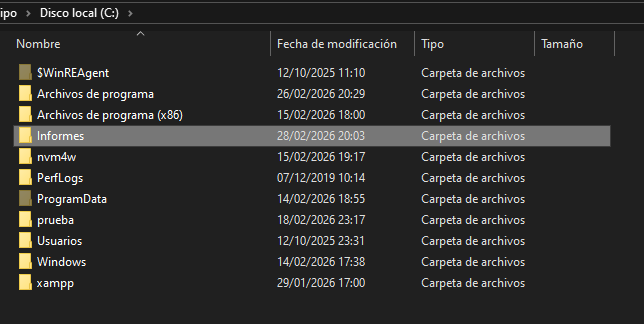 ipo > Disco local (C:) >
Nombre Fecha de modificación Tipo Tamaño
$WinREAgent 12/10/2025 11:10 Carpeta de archivos
Archivos de programa 26/02/2026 20:29 Carpeta de archivos
Archivos de programa (x86) 15/02/2026 18:00 Carpeta de archivos
Informes 28/02/2026 20:03 Carpeta de archivos
nvm4w 15/02/2026 19:17 Carpeta de archivos
PerfLogs 07/12/2019 10:14 Carpeta de archivos
ProgramData 14/02/2026 18:55 Carpeta de archivos
prueba 18/02/2026 23:17 Carpeta de archivos
Usuarios 12/10/2025 23:31 Carpeta de archivos
Windows 14/02/2026 17:38 Carpeta de archivos
xampp 29/01/2026 17:00 Carpeta de archivos